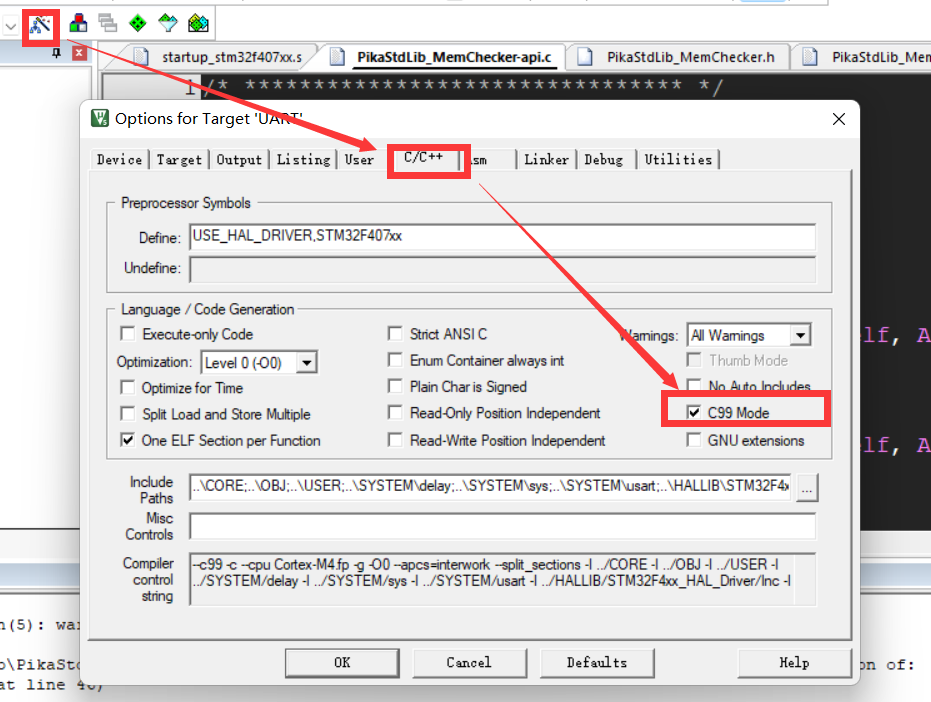 startup_stm32f407xx.s PikaStdLib_MemChecker-api.c PikaStdLib_MemChecker.h PikaStdLib_Mem
1 /* ******************************** */
Options for Target 'UART'
Device Target Output Listing User C/C++ Asm Linker Debug Utilities
Preprocessor Symbols
Define: USE_HAL_DRIVER,STM32F407xx
Undefine:
Language / Code Generation
Execute-only Code Strict ANSI C Warnings: All Warnings
Optimization: Level 0 (-O0) Enum Container always int Thumb Mode
Optimize for Time Plain Char is Signed No Auto Includes
Split Load and Store Multiple Read-Only Position Independent C99 Mode
One ELF Section per Function Read-Write Position Independent GNU extensions
lf, A
lf, A
Include Paths ..\CORE;..\OBJ;..\USER;..\SYSTEM\delay;..\SYSTEM\sys;..\SYSTEM\usart;..\HALLIB\STM32F4x ...
Misc Controls
Compiler control string --c99 -c --cpu Cortex-M4.fp -g -O0 --apcs=interwork --split_sections -I ../CORE -I ../OBJ -I ../USER -I
../SYSTEM/delay -I ../SYSTEM/sys -I ../SYSTEM/usart -I ../HALLIB/STM32F4xx_HAL_Driver/Inc -I
n(5): wa
OK Cancel Defaults Help
o\PikaStd on of:
at line 40)